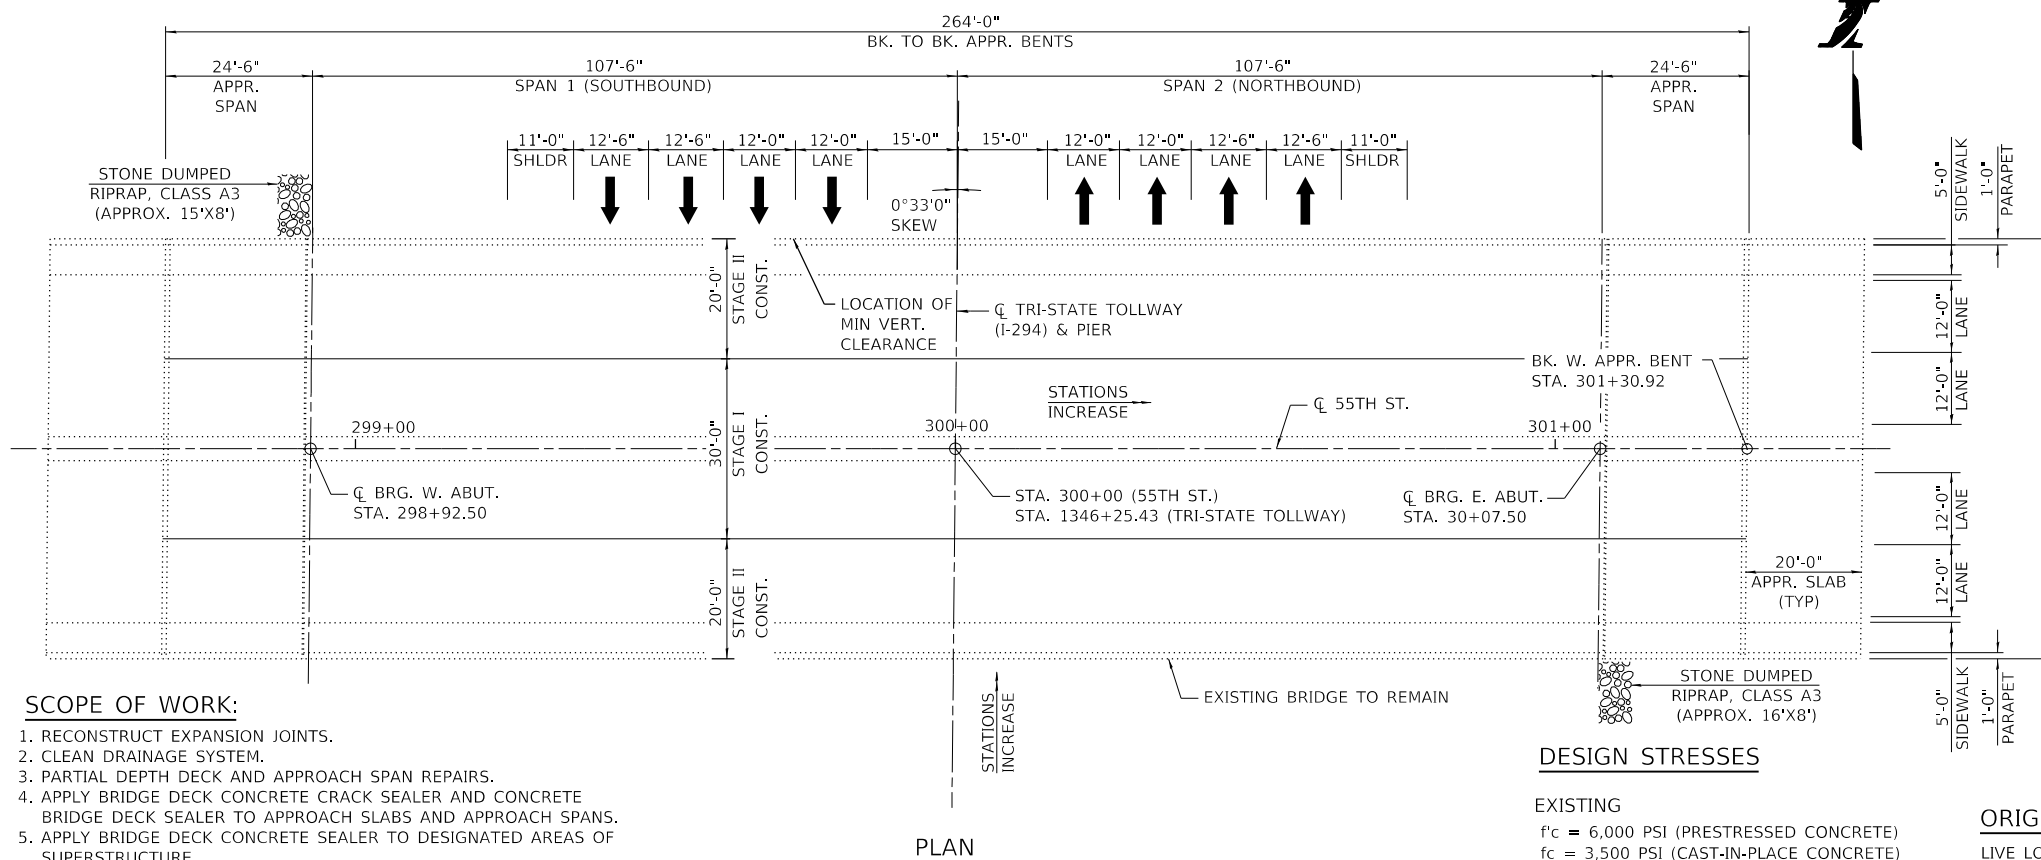 264'-0"
BK. TO BK. APPR. BENTS
24'-6"
APPR.
SPAN
107'-6"
SPAN 1 (SOUTHBOUND)
107'-6"
SPAN 2 (NORTHBOUND)
24'-6"
APPR.
SPAN
11'-0"
SHLDR
12'-6"
LANE
12'-6"
LANE
12'-0"
LANE
12'-0"
LANE
15'-0"
15'-0"
12'-0"
LANE
12'-0"
LANE
12'-6"
LANE
12'-6"
LANE
11'-0"
SHLDR
STONE DUMPED
RIPRAP, CLASS A3
(APPROX. 15'X8')
0°33'0"
SKEW
5'-0"
SIDEWALK
1'-0"
PARAPET
20'-0"
STAGE II
CONST.
LOCATION OF
MIN VERT.
CLEARANCE
℄ TRI-STATE TOLLWAY
(I-294) & PIER
12'-0"
LANE
BK. W. APPR. BENT
STA. 301+30.92
12'-0"
LANE
STATIONS
INCREASE
℄ 55TH ST.
299+00
300+00
301+00
30'-0"
STAGE I
CONST.
℄ BRG. W. ABUT.
STA. 298+92.50
STA. 300+00 (55TH ST.)
STA. 1346+25.43 (TRI-STATE TOLLWAY)
℄ BRG. E. ABUT.
STA. 30+07.50
12'-0"
LANE
20'-0"
APPR. SLAB
(TYP)
12'-0"
LANE
20'-0"
STAGE II
CONST.
STATIONS
INCREASE
EXISTING BRIDGE TO REMAIN
STONE DUMPED
RIPRAP, CLASS A3
(APPROX. 16'X8')
5'-0"
SIDEWALK
1'-0"
PARAPET
SCOPE OF WORK:
1. RECONSTRUCT EXPANSION JOINTS.
2. CLEAN DRAINAGE SYSTEM.
3. PARTIAL DEPTH DECK AND APPROACH SPAN REPAIRS.
4. APPLY BRIDGE DECK CONCRETE CRACK SEALER AND CONCRETE
BRIDGE DECK SEALER TO APPROACH SLABS AND APPROACH SPANS.
5. APPLY BRIDGE DECK CONCRETE SEALER TO DESIGNATED AREAS OF
SUPERSTRUCTURE
PLAN
DESIGN STRESSES
EXISTING
f'c = 6,000 PSI (PRESTRESSED CONCRETE)
fc = 3,500 PSI (CAST-IN-PLACE CONCRETE)
ORIG
LIVE LO